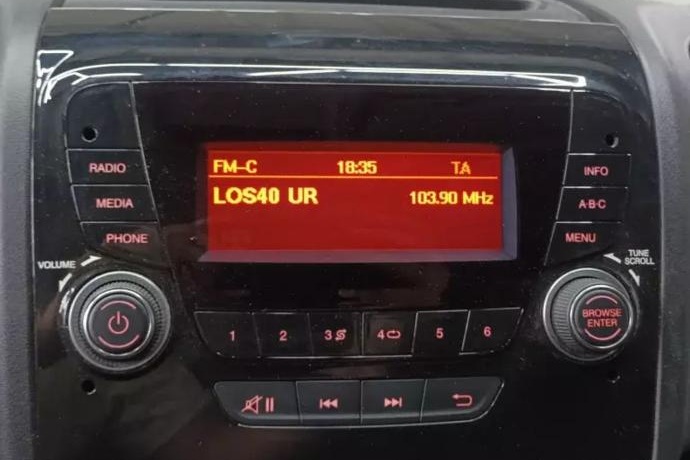 FM-C 18:35 TA
LOS40 UR 103.90 MHz
RADIO
MEDIA
PHONE
INFO
A·B·C
MENU
VOLUME
TUNE
SCROLL
BROWSE
ENTER
1 2 3 4 5 6